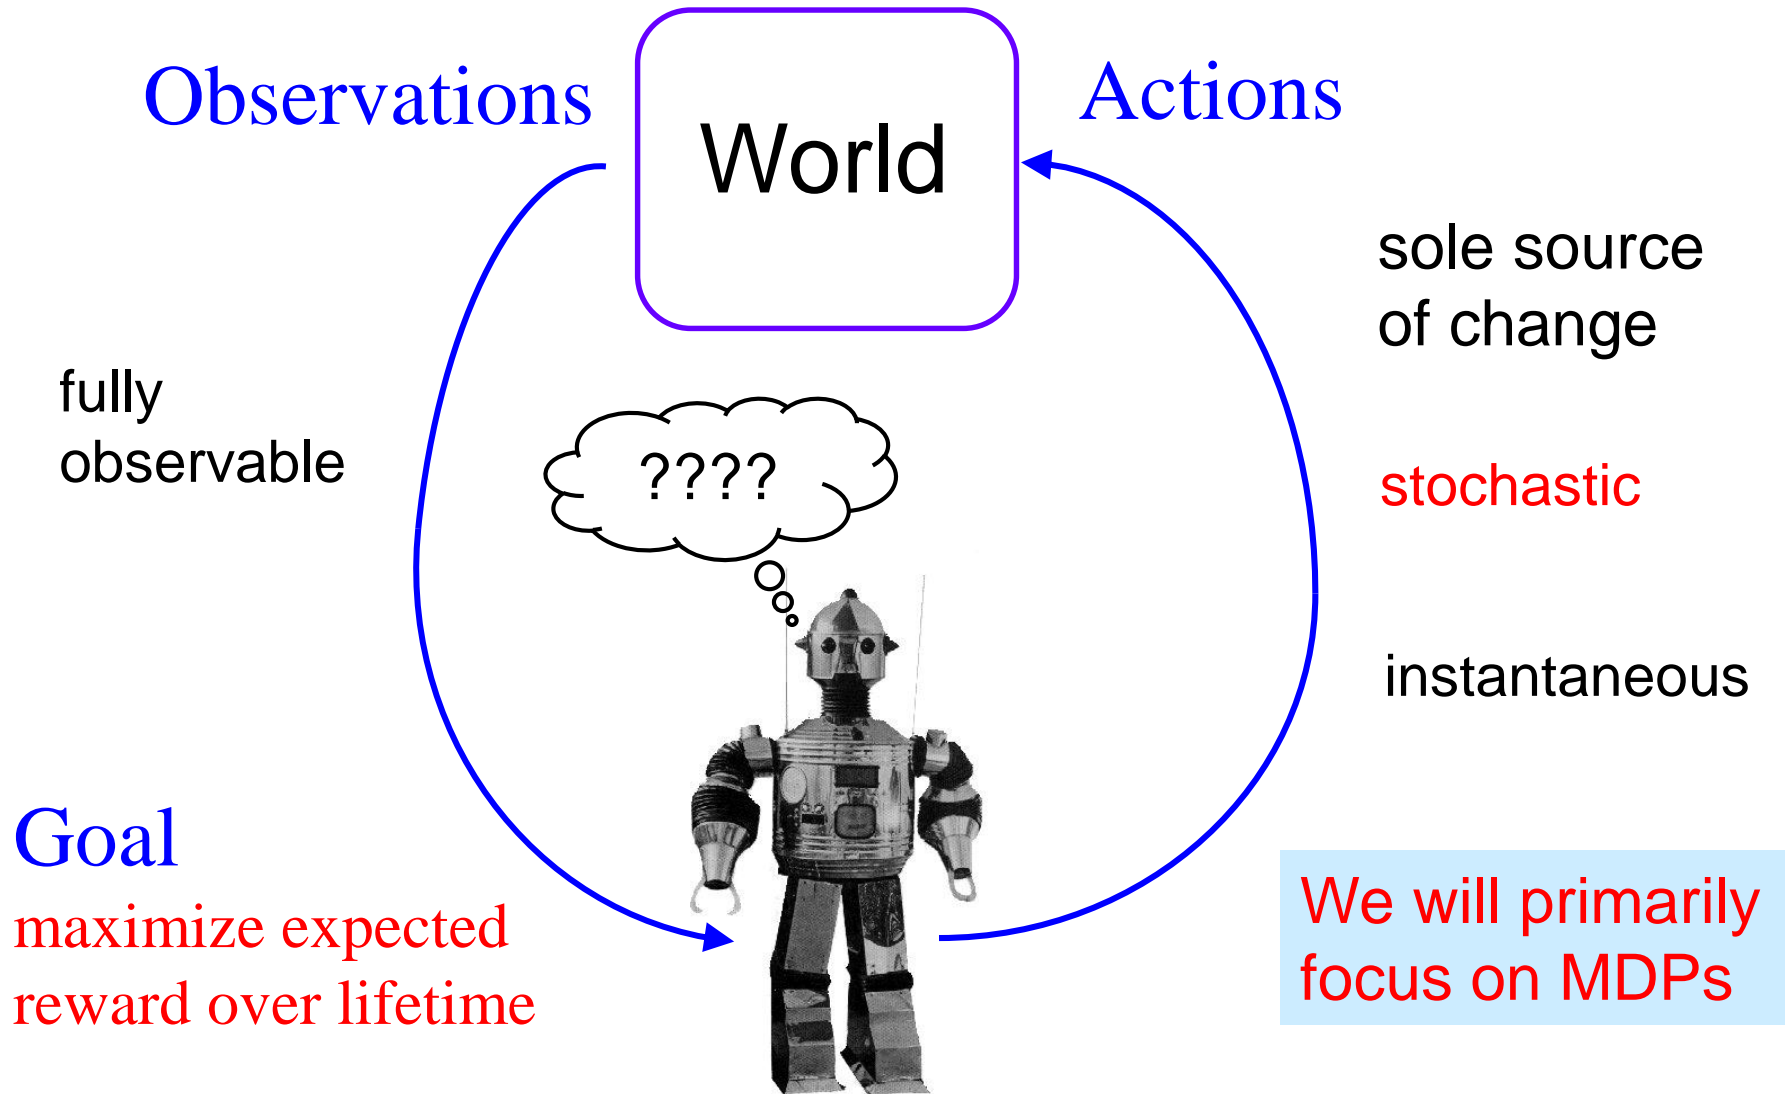 Observations
World
Actions
sole source
of change
fully
observable
????
stochastic
instantaneous
Goal
maximize expected
reward over lifetime
We will primarily
focus on MDPs